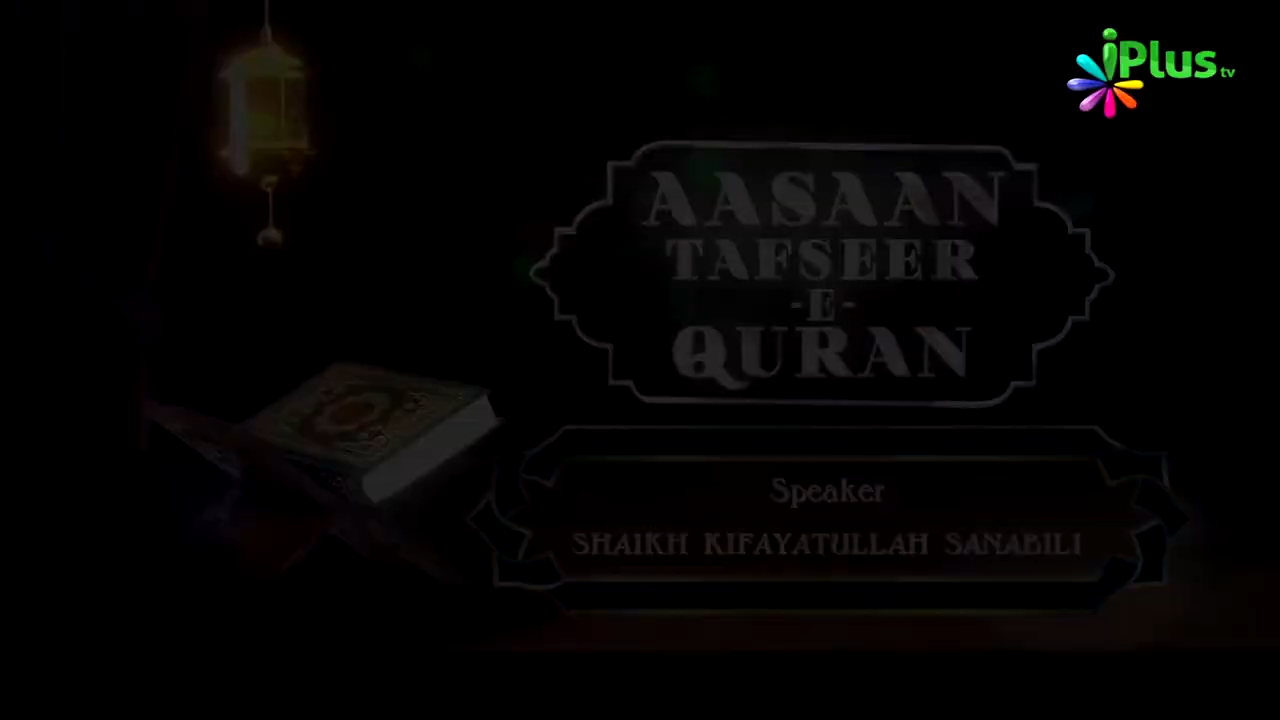 iPlus tv
AASAAN
TAFSEER
-E-
QURAN
Speaker
SHAIKH KIFAYATULLAH SANABILI